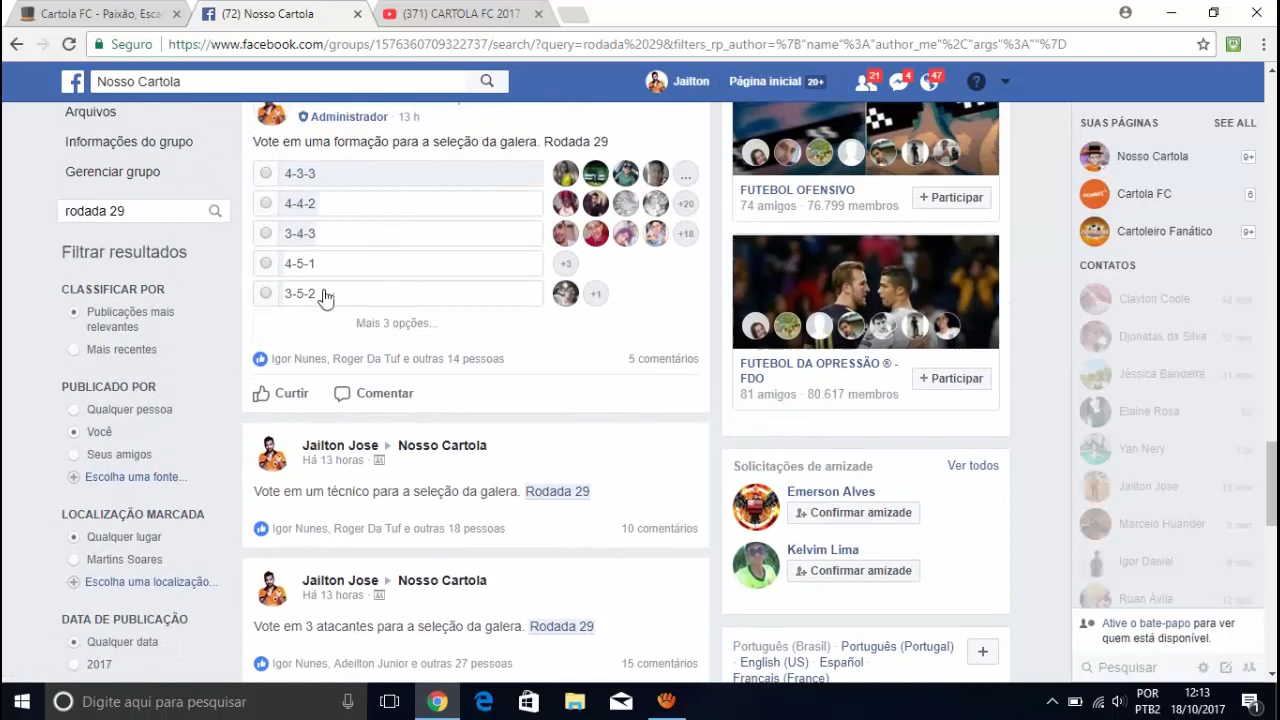 Cartola FC - Paixão, Esca
(72) Nosso Cartola
(371) CARTOLA FC 2017
Seguro
https://www.facebook.com/groups/1576360709322737/search/?query=rodada%2029&filters_rp_author=%7B"name"%3A"author_me"%2C"args"%3A""%7D
Nosso Cartola
Jailton
Página inicial 20+
21
4
47
Arquivos
Informações do grupo
Gerenciar grupo
rodada 29
Filtrar resultados
CLASSIFICAR POR
Publicações mais
relevantes
Mais recentes
PUBLICADO POR
Qualquer pessoa
Você
Seus amigos
Escolha uma fonte...
LOCALIZAÇÃO MARCADA
Qualquer lugar
Martins Soares
Escolha uma localização...
DATA DE PUBLICAÇÃO
Qualquer data
2017
Administrador · 13 h
Vote em uma formação para a seleção da galera. Rodada 29
4-3-3
...
4-4-2
+20
3-4-3
+18
4-5-1
+3
3-5-2
+1
Mais 3 opções...
Igor Nunes, Roger Da Tuf e outras 14 pessoas
5 comentários
Curtir
Comentar
Jailton Jose ▸ Nosso Cartola
Há 13 horas ·
Vote em um técnico para a seleção da galera. Rodada 29
Igor Nunes, Roger Da Tuf e outras 18 pessoas
10 comentários
Jailton Jose ▸ Nosso Cartola
Há 13 horas ·
Vote em 3 atacantes para a seleção da galera. Rodada 29
Igor Nunes, Adeilton Junior e outras 27 pessoas
15 comentários
FUTEBOL OFENSIVO
74 amigos · 76.799 membros
+ Participar
FUTEBOL DA OPRESSÃO ® -
FDO
81 amigos · 80.617 membros
+ Participar
Solicitações de amizade
Ver todos
Emerson Alves
Confirmar amizade
Kelvim Lima
Confirmar amizade
Português (Brasil) · Português (Portugal)
· English (US) · Español ·
Français (France)
SUAS PÁGINAS
SEE ALL
Nosso Cartola
9+
Cartola FC
6
Cartoleiro Fanático
9+
CONTATOS
Clayton Coole
48 min
Djonatas da Silva
Jéssica Bandeira
Elaine Rosa
Yan Nery
Jailton Jose
Marcelo Huander
Igor Daniel
Ruan Ávila
10 min
Ative o bate-papo para ver
quem está disponível.
Pesquisar
Digite aqui para pesquisar
POR
PTB2
12:13
18/10/2017
1